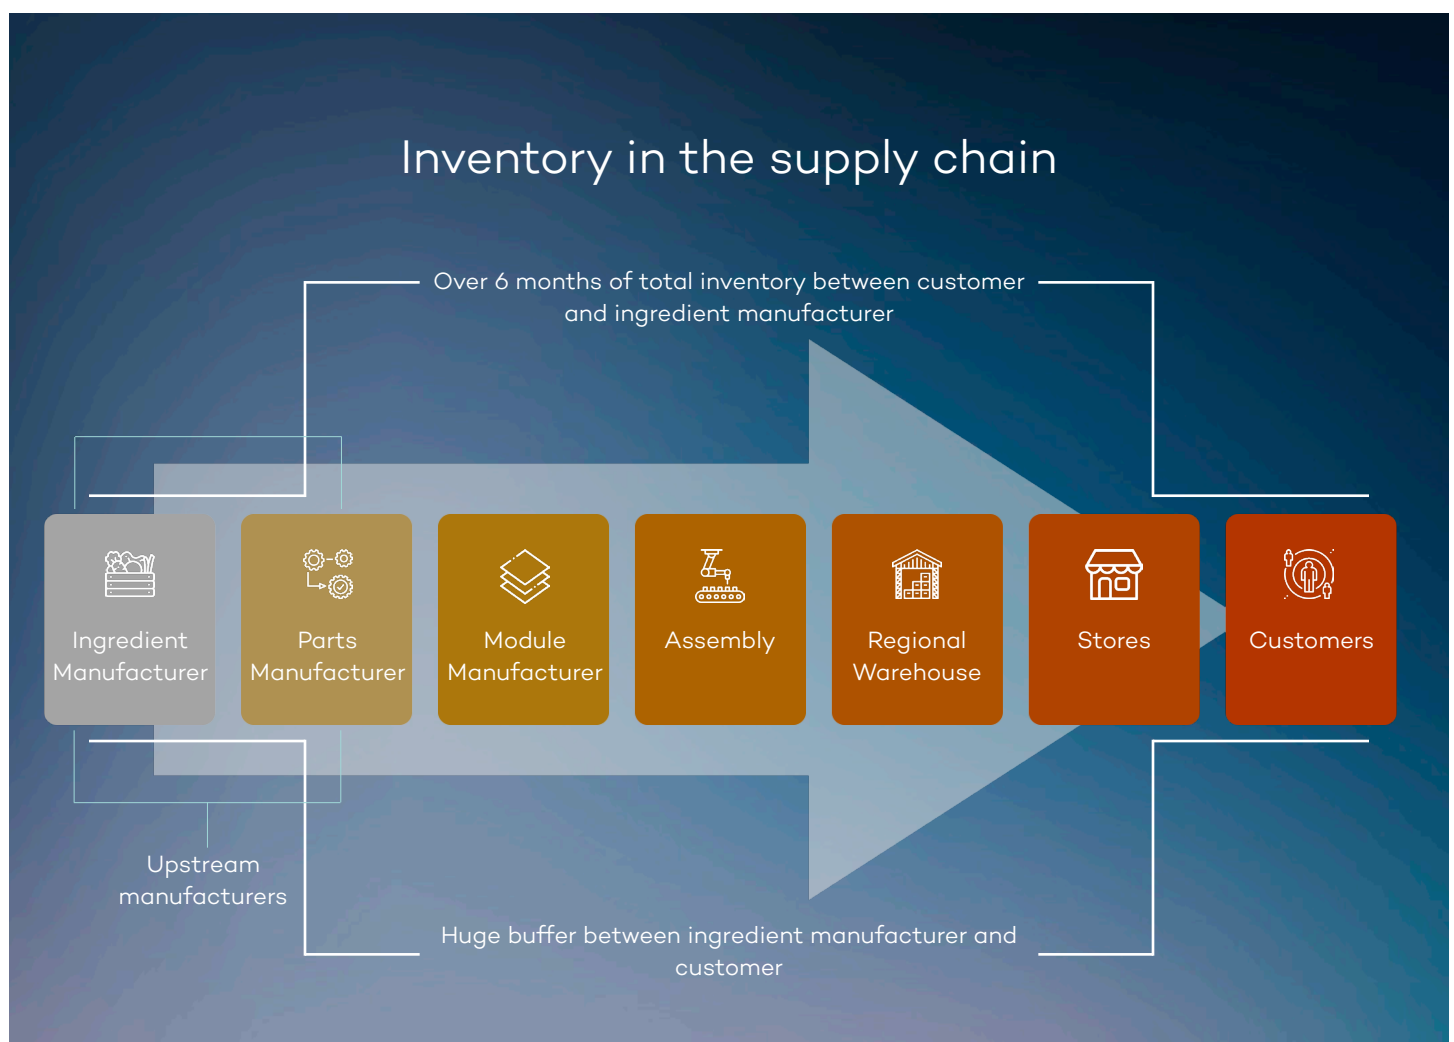 Inventory in the supply chain
Over 6 months of total inventory between customer
and ingredient manufacturer
Ingredient
Manufacturer
Parts
Manufacturer
Module
Manufacturer
Assembly
Regional
Warehouse
Stores
Customers
Upstream
manufacturers
Huge buffer between ingredient manufacturer and
customer